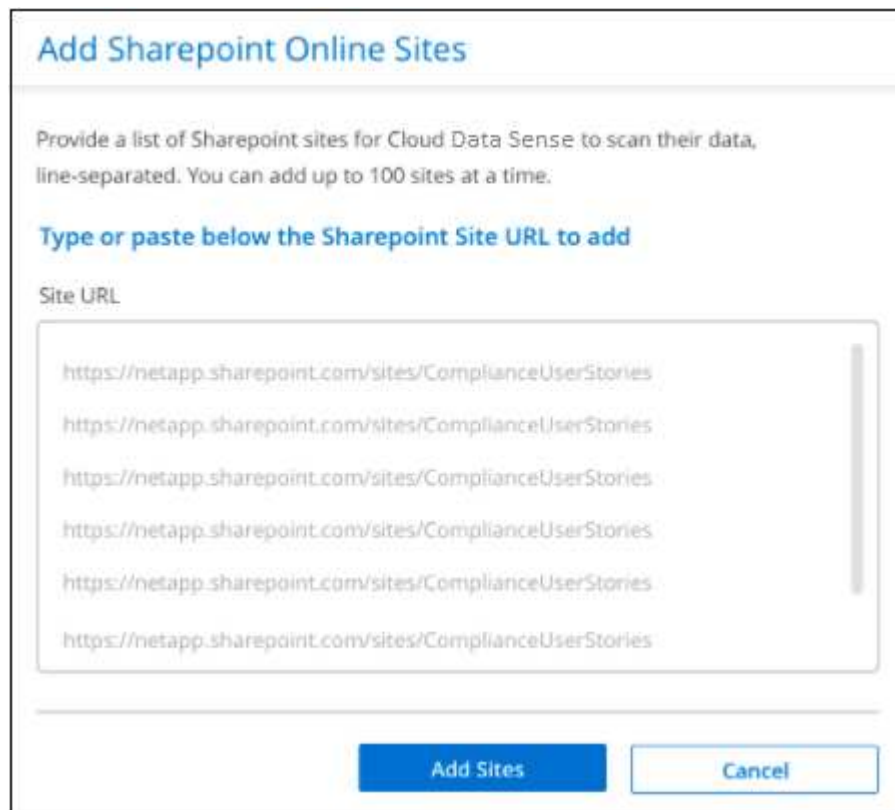 Add Sharepoint Online Sites
Provide a list of Sharepoint sites for Cloud Data Sense to scan their data,
line-separated. You can add up to 100 sites at a time.
Type or paste below the Sharepoint Site URL to add
Site URL
https://netapp.sharepoint.com/sites/ComplianceUserStories
https://netapp.sharepoint.com/sites/ComplianceUserStories
https://netapp.sharepoint.com/sites/ComplianceUserStories
https://netapp.sharepoint.com/sites/ComplianceUserStories
https://netapp.sharepoint.com/sites/ComplianceUserStories
https://netapp.sharepoint.com/sites/ComplianceUserStories
Add Sites Cancel